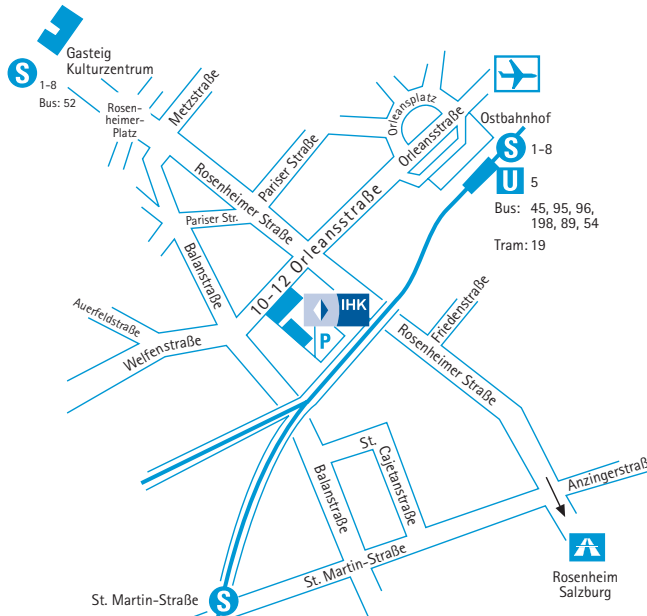 Gasteig
Kulturzentrum
S
1-8
Bus: 52
Rosen-
heimer-
Platz
Metzstraße
Orleansplatz
Orleansstraße
Ostbahnhof
S 1-8
U 5
Bus: 45, 95, 96,
198, 89, 54
Tram: 19
Pariser Straße
Rosenheimer Straße
Pariser Str.
Balanstraße
10-12 Orleansstraße
IHK
P
Auerfeldstraße
Welfenstraße
Friedenstraße
Rosenheimer Straße
St.
Cajetanstraße
Balanstraße
Anzingerstraß
St. Martin-Straße
Rosenheim
Salzburg
St. Martin-Straße S